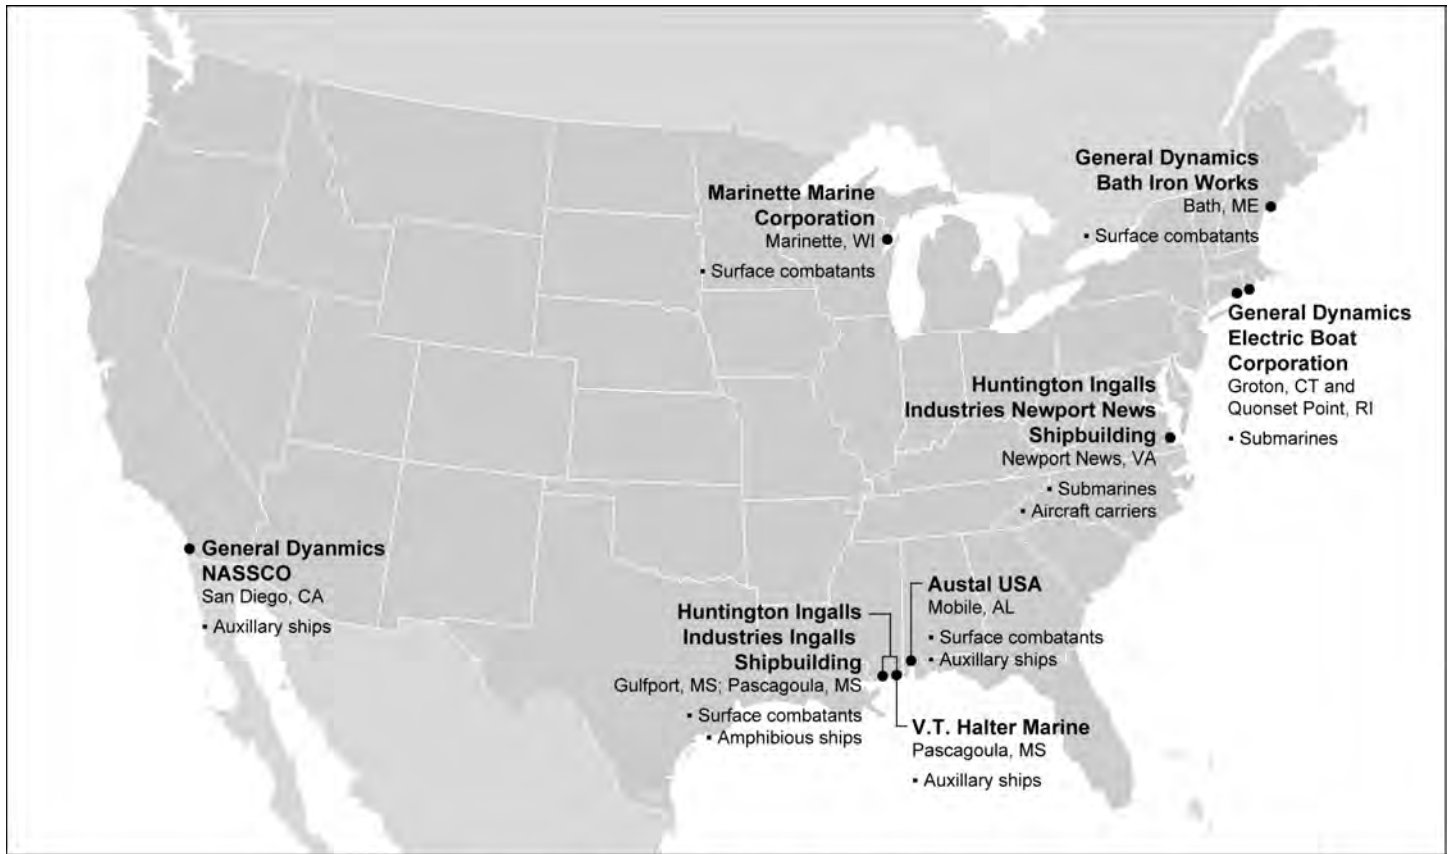 General Dynamics
Bath Iron Works
Bath, ME
▪ Surface combatants
Marinette Marine
Corporation
Marinette, WI
▪ Surface combatants
General Dynamics
Electric Boat
Corporation
Groton, CT and
Quonset Point, RI
▪ Submarines
Huntington Ingalls
Industries Newport News
Shipbuilding
Newport News, VA
▪ Submarines
▪ Aircraft carriers
General Dyanmics
NASSCO
San Diego, CA
▪ Auxillary ships
Austal USA
Mobile, AL
▪ Surface combatants
▪ Auxillary ships
Huntington Ingalls
Industries Ingalls
Shipbuilding
Gulfport, MS; Pascagoula, MS
▪ Surface combatants
▪ Amphibious ships
V.T. Halter Marine
Pascagoula, MS
▪ Auxillary ships